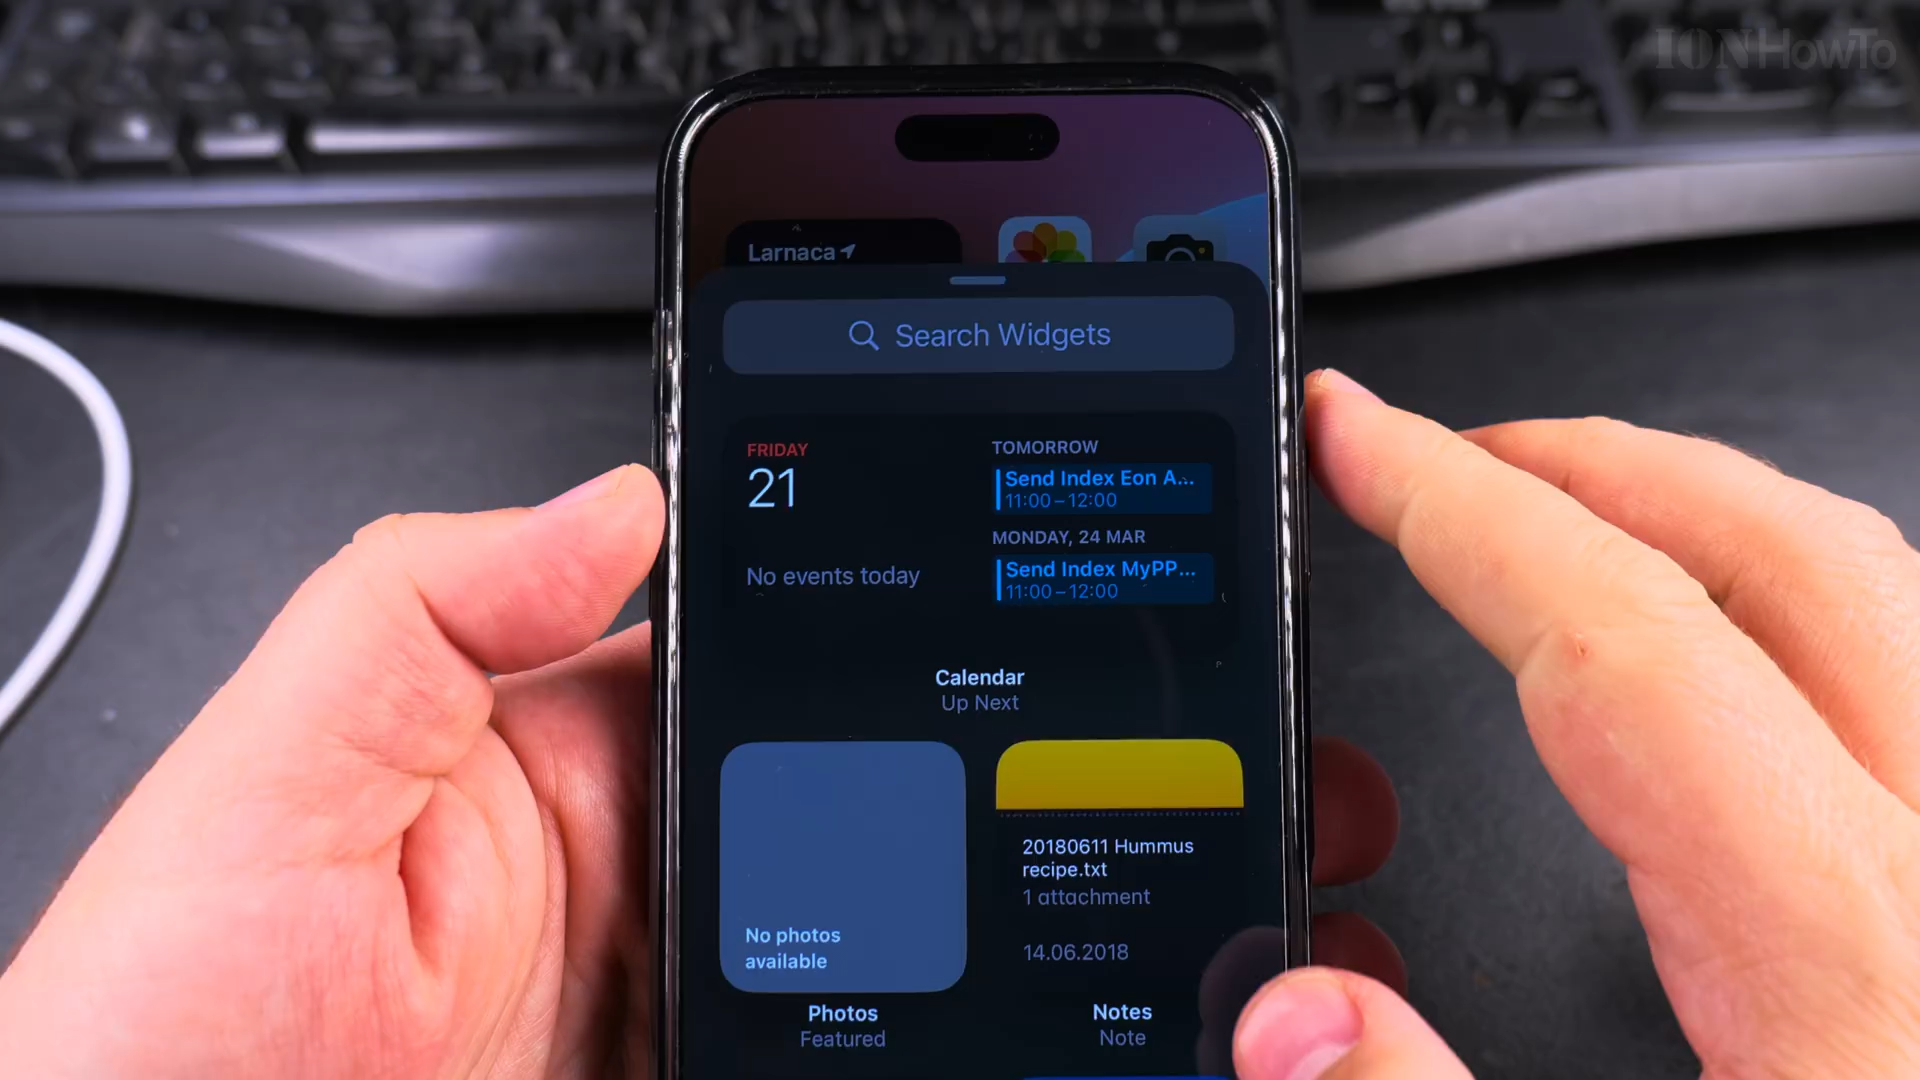 IONHowTo
Larnaca
Search Widgets
FRIDAY
21
No events today
TOMORROW
Send Index Eon A...
11:00–12:00
MONDAY, 24 MAR
Send Index MyPP...
11:00–12:00
Calendar
Up Next
No photos
available
Photos
Featured
20180611 Hummus
recipe.txt
1 attachment
14.06.2018
Notes
Note